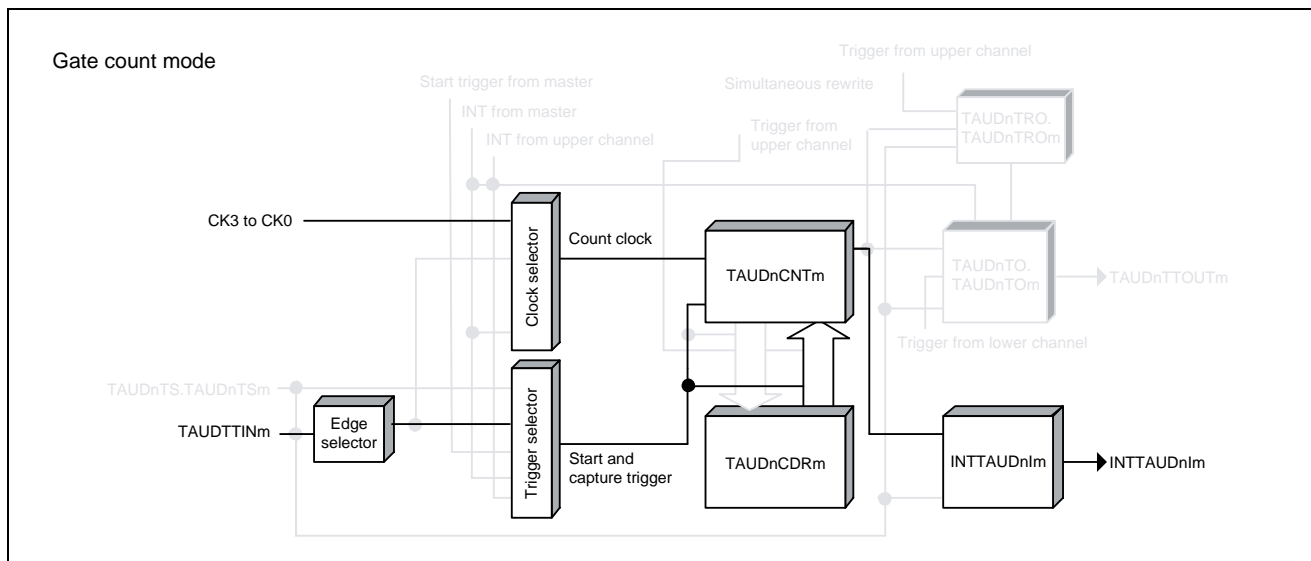 Gate count mode
Trigger from upper channel
Start trigger from master
Simultaneous rewrite
INT from master
Trigger from
upper channel
INT from upper channel
TAUDnTRO.
TAUDnTROm
CK3 to CK0
Clock selector
Count clock
TAUDnCNTm
TAUDnTO.
TAUDnTOm
TAUDnTTOUTm
Trigger from lower channel
TAUDnTS.TAUDnTSm
TAUDTTINm
Edge
selector
Trigger selector
Start and
capture trigger
TAUDnCDRm
INTTAUDnIm
INTTAUDnIm